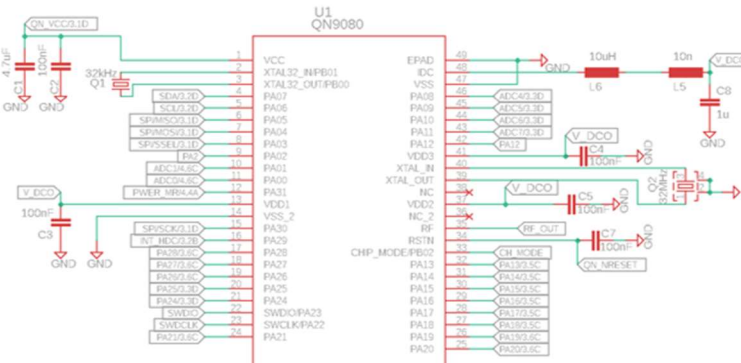 U1
QN9080
QN_VCC/3.1D
4.7uF
C1
100nF
C2
GND
GND
32kHz
Q1
1 VCC
2 XTAL32_IN/PB01
3 XTAL32_OUT/PB00
SDA/3.2D 4 PA07
SCL/3.2D 5 PA06
SPI/MISO/3.1D 6 PA05
SPI/MOSI/3.1D 7 PA04
SPI/SSEL/3.1D 8 PA03
PA2 9 PA02
ADC1/4.6C 10 PA01
ADC0/4.6C 11 PA00
PWER_MR/4.4A 12 PA31
V_DCO 13 VDD1
14 VSS_2
100nF
C3
GND
GND
SPI/SCK/3.1D 15 PA30
INT_HDC/3.2B 16 PA29
PA28/3.6C 17 PA28
PA27/3.6C 18 PA27
PA26/3.6C 19 PA26
PA25/3.3D 20 PA25
PA24/3.3D 21 PA24
SWDIO 22 SWDIO/PA23
SWDCLK 23 SWCLK/PA22
PA21/3.6C 24 PA21
EPAD 49
GND
IDC 48
VSS 47
10uH
L6
10n
L5
V_DCO
C8
1u
GND
PA08 46 ADC4/3.3D
PA09 45 ADC5/3.3D
PA10 44 ADC6/3.3D
PA11 43 ADC7/3.3D
PA12 42 PA12
VDD3 41 V_DCO
C4
100nF
GND
XTAL_IN 40
XTAL_OUT 39
Q2
32MHz
NC 38
VDD2 37 V_DCO
C5
100nF
GND
NC_2 36
RF 35 RF_OUT
RSTN 34
C7
100nF
GND
QN_NRESET
CHIP_MODE/PB02 33 CH_MODE
PA13 32 PA13/3.5C
PA14 31 PA14/3.5C
PA15 30 PA15/3.5C
PA16 29 PA16/3.5C
PA17 28 PA17/3.5C
PA18 27 PA18/3.6C
PA19 26 PA19/3.6C
PA20 25 PA20/3.6C